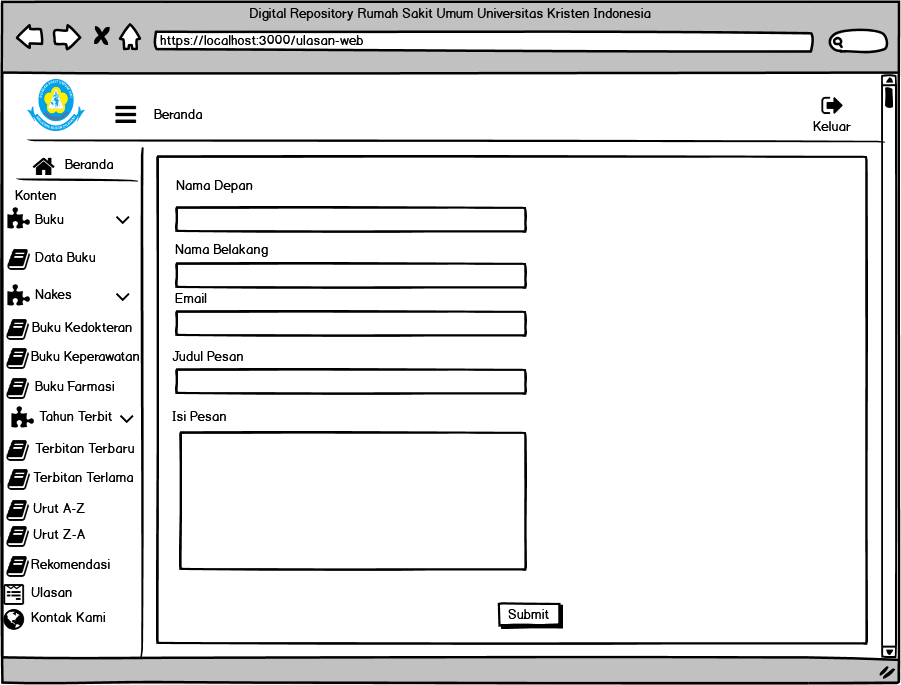 Digital Repository Rumah Sakit Umum Universitas Kristen Indonesia
https://localhost:3000/ulasan-web
Beranda
Keluar
Beranda
Konten
Buku
Data Buku
Nakes
Buku Kedokteran
Buku Keperawatan
Buku Farmasi
Tahun Terbit
Terbitan Terbaru
Terbitan Terlama
Urut A-Z
Urut Z-A
Rekomendasi
Ulasan
Kontak Kami
Nama Depan
Nama Belakang
Email
Judul Pesan
Isi Pesan
Submit